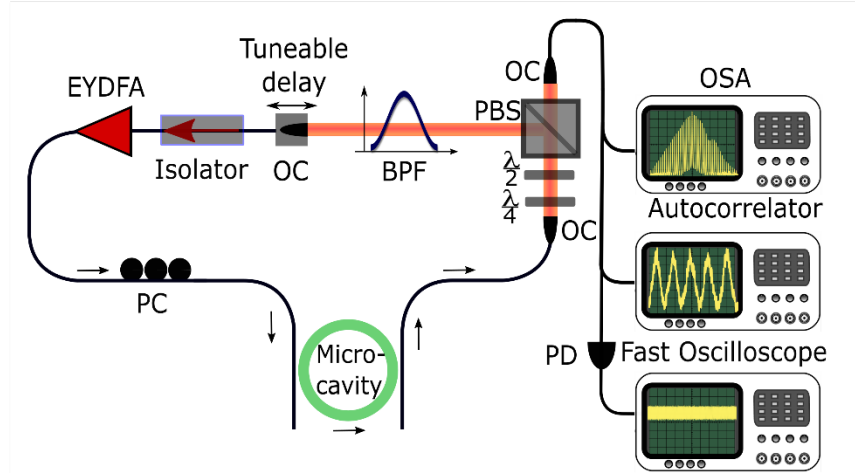 Tuneable
delay
EYDFA
Isolator
OC
BPF
OC
PBS
λ
2
λ
4
OC
OSA
Autocorrelator
PC
Micro-
cavity
PD
Fast Oscilloscope